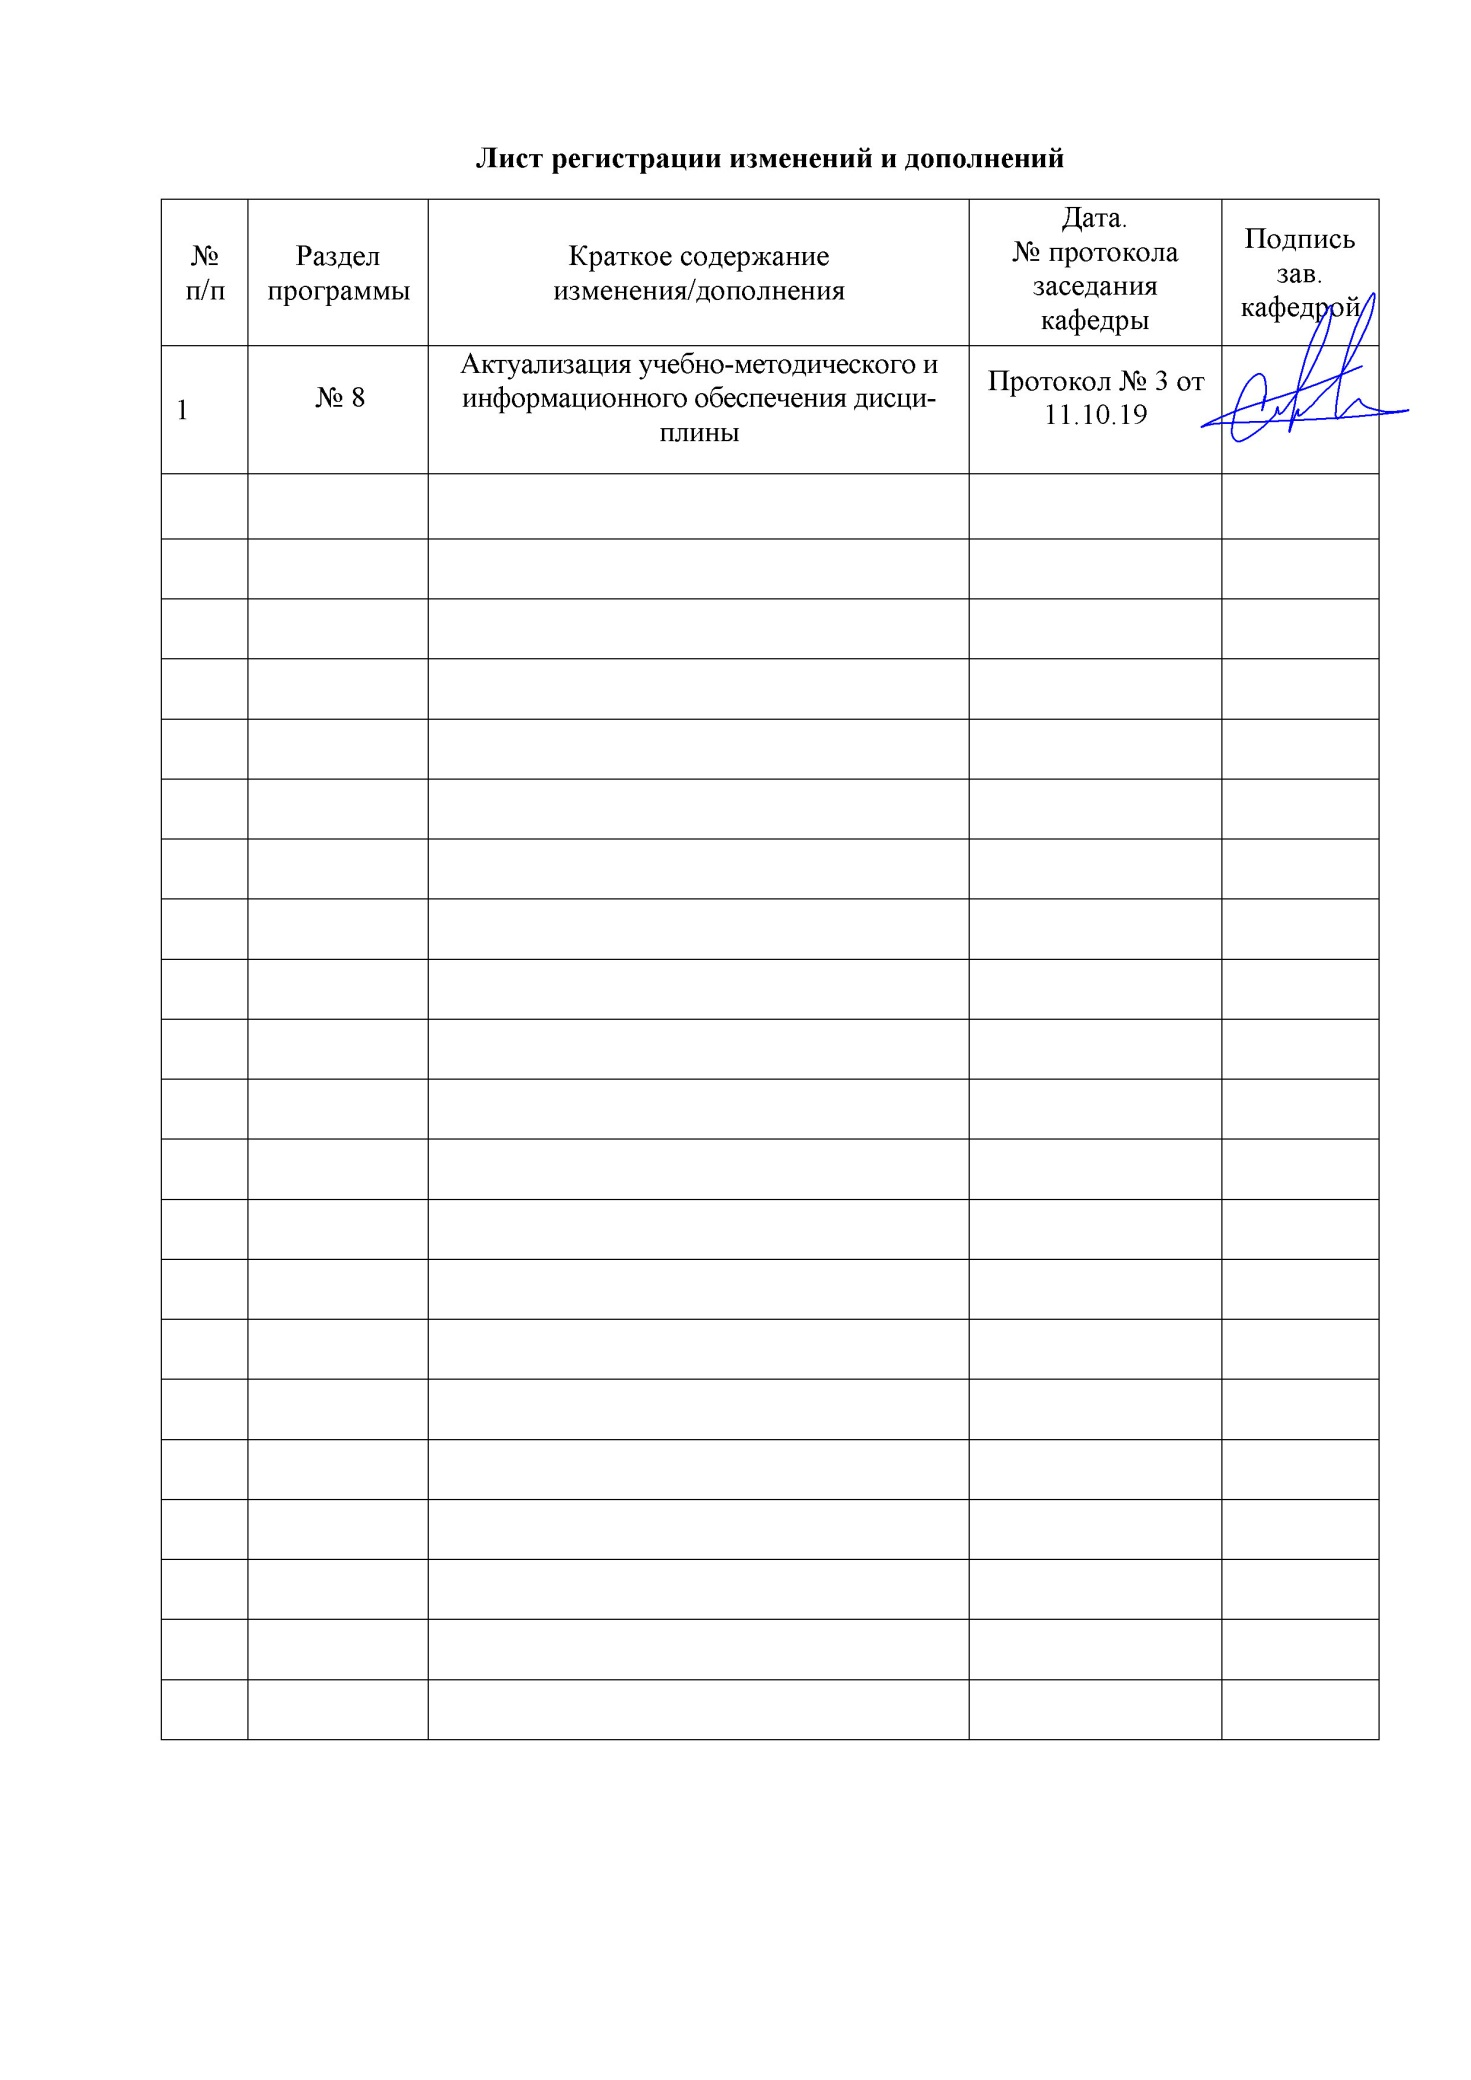 Лист регистрации изменений и дополнений
№
п/п
Раздел
программы
Краткое содержание
изменения/дополнения
Дата.
№ протокола
заседания
кафедры
Подпись
зав.
кафедрой
1
№ 8
Актуализация учебно-методического и
информационного обеспечения дисци-
плины
Протокол № 3 от
11.10.19